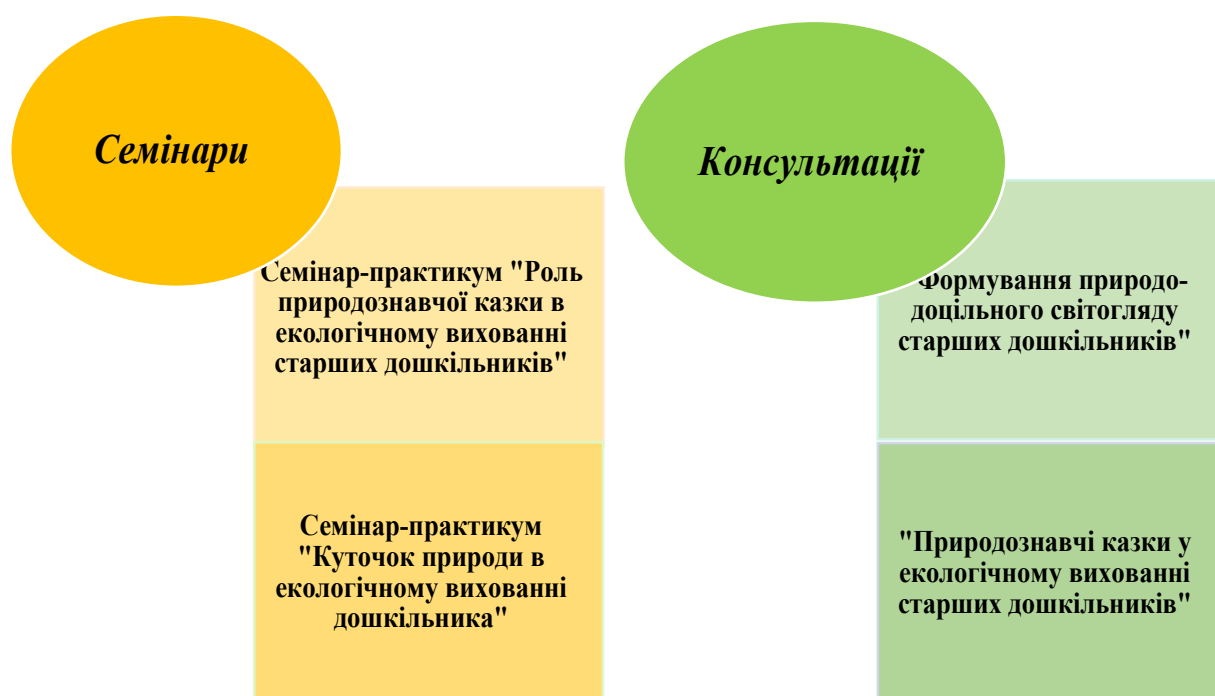 Семінари
Семінар-практикум "Роль
природознавчої казки в
екологічному вихованні
старших дошкільників"
Семінар-практикум
"Куточок природи в
екологічному вихованні
дошкільника"
Консультації
Формування природо-
доцільного світогляду
старших дошкільників"
"Природознавчі казки у
екологічному вихованні
старших дошкільників"